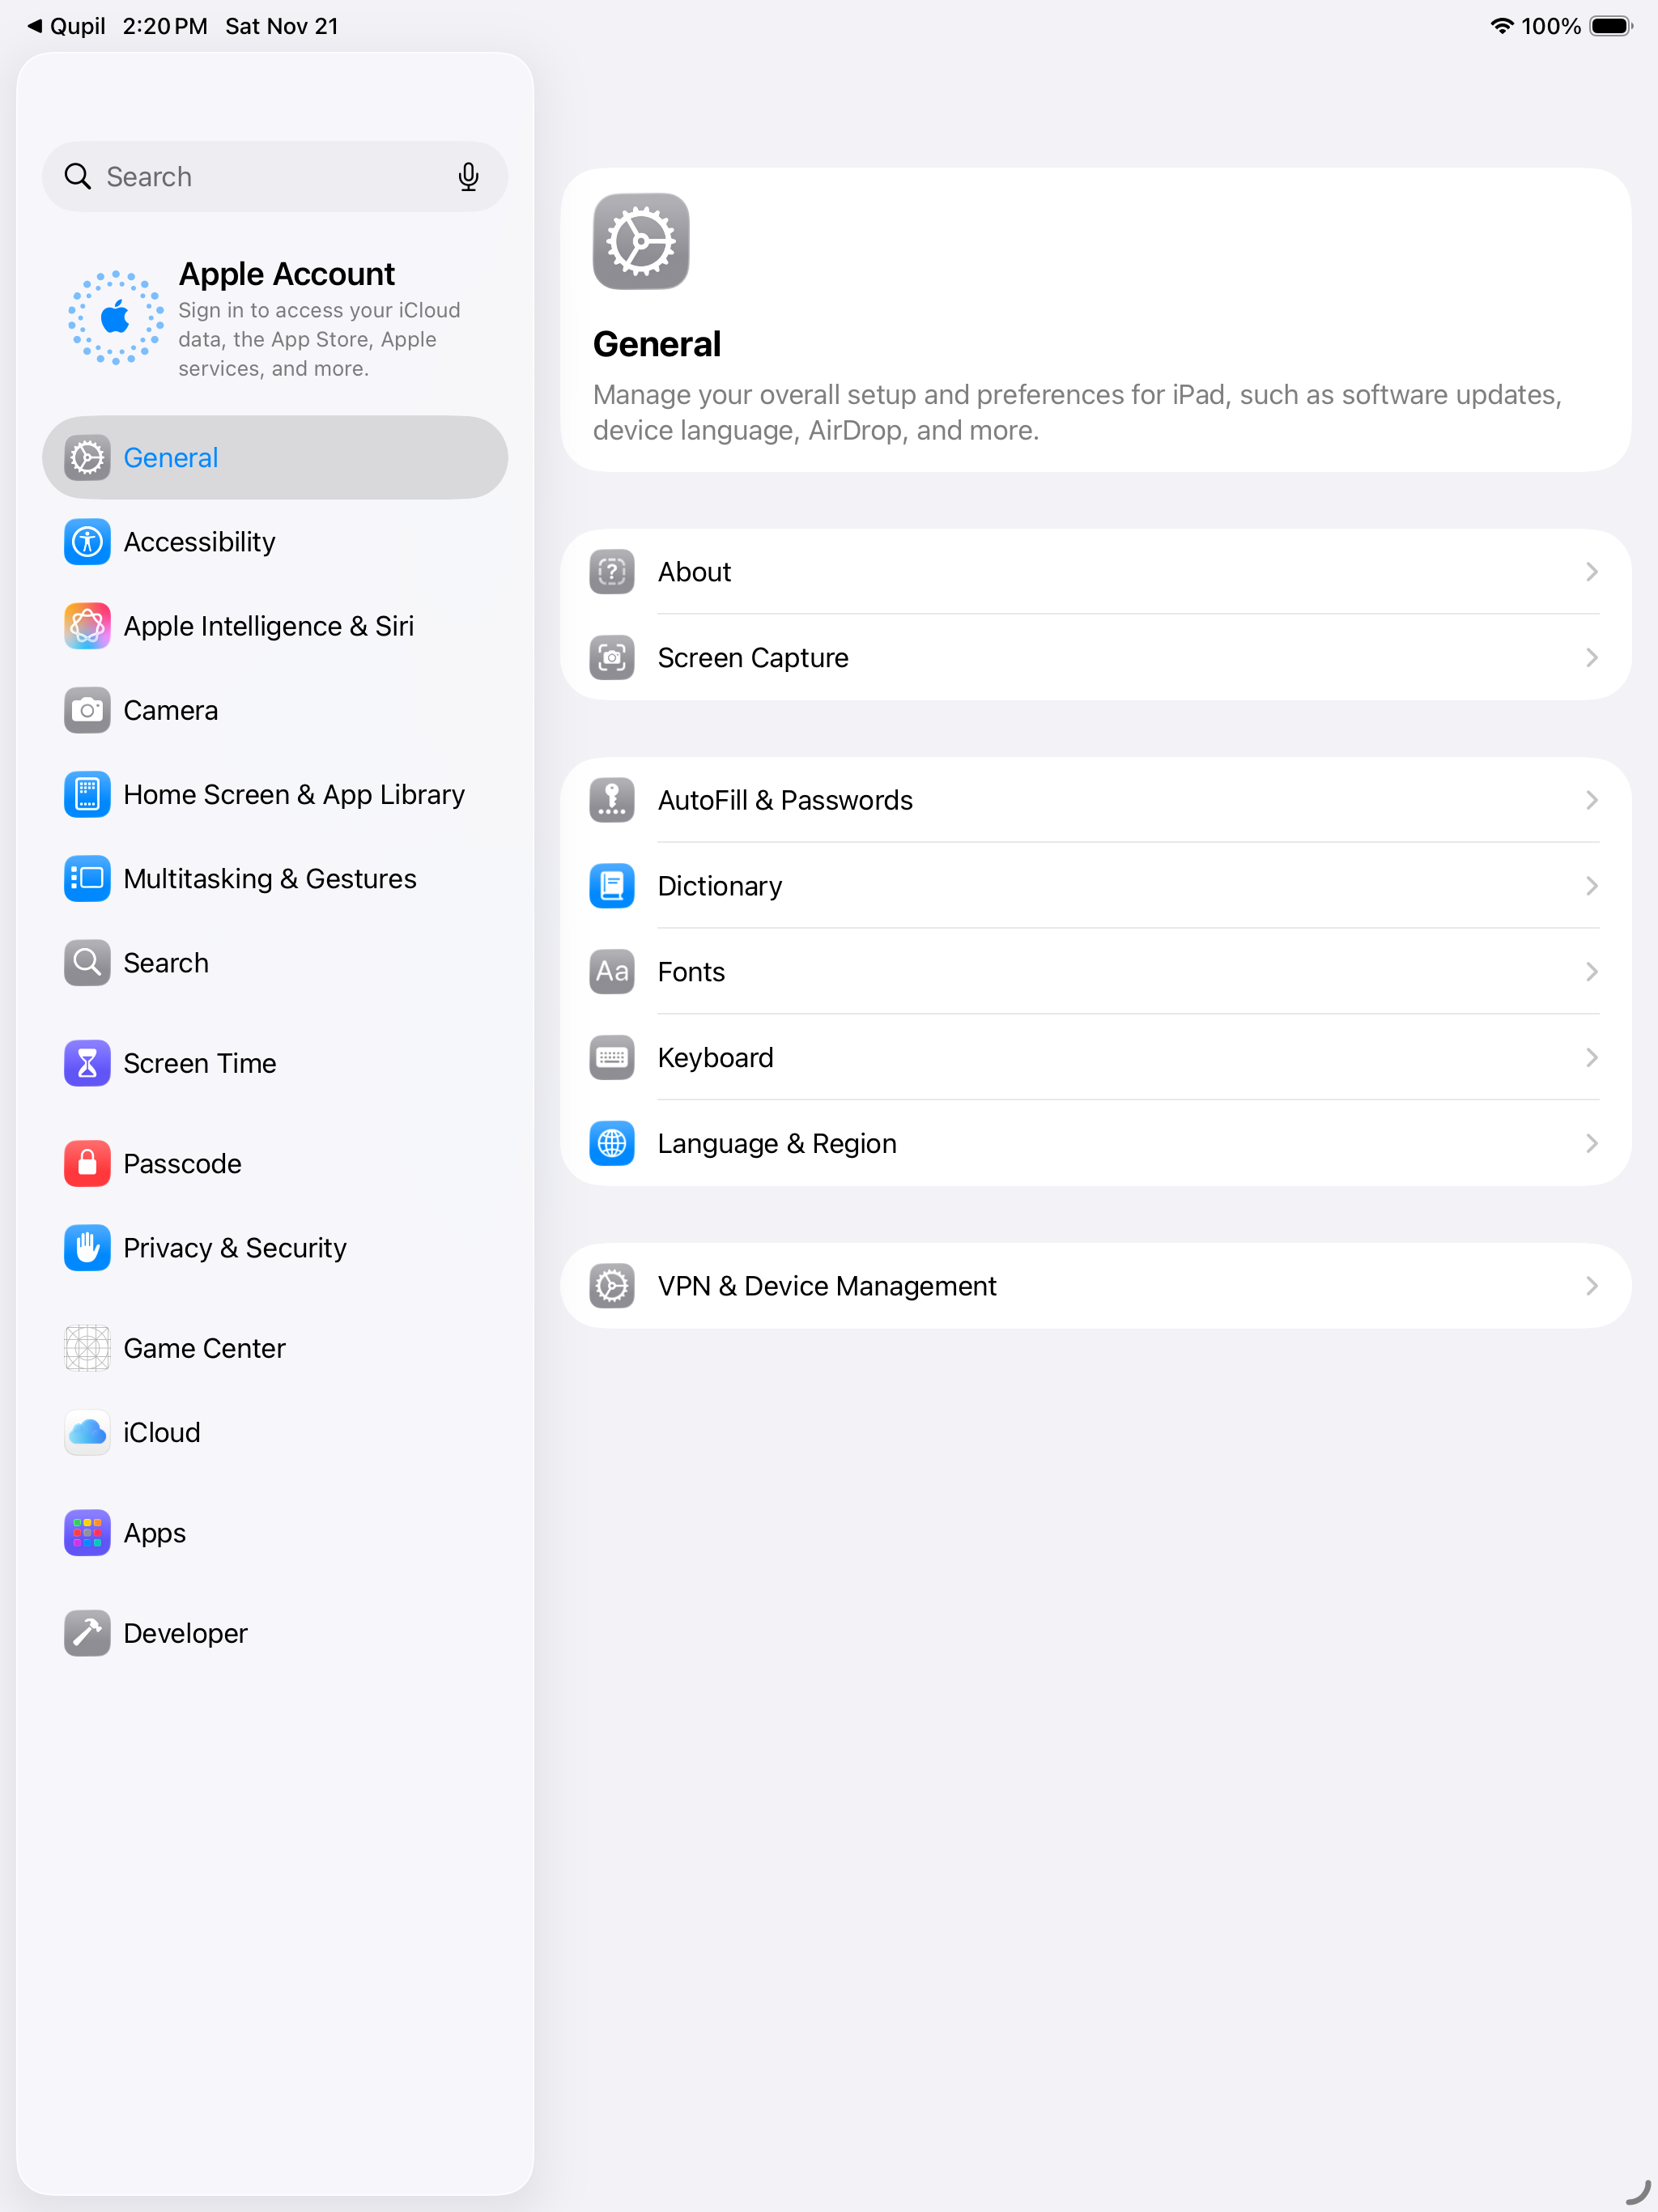 Qupil 2:20 PM Sat Nov 21
100%
Search
Apple Account
Sign in to access your iCloud
data, the App Store, Apple
services, and more.
General
Accessibility
Apple Intelligence & Siri
Camera
Home Screen & App Library
Multitasking & Gestures
Search
Screen Time
Passcode
Privacy & Security
Game Center
iCloud
Apps
Developer
General
Manage your overall setup and preferences for iPad, such as software updates,
device language, AirDrop, and more.
About
Screen Capture
AutoFill & Passwords
Dictionary
Aa Fonts
Keyboard
Language & Region
VPN & Device Management